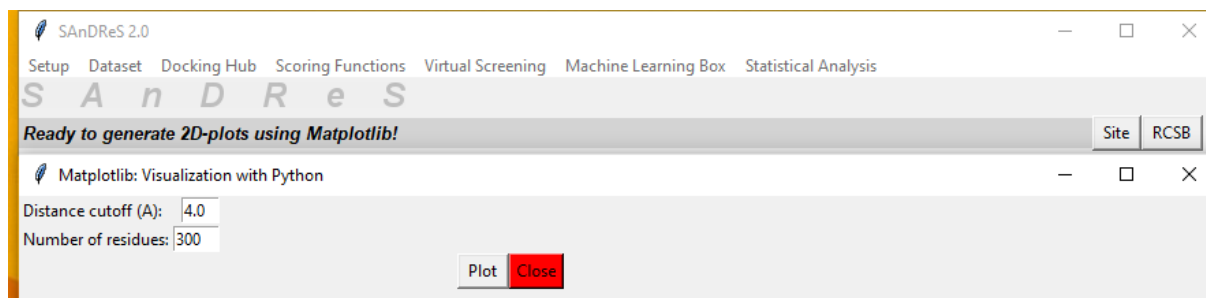 SAnDReS 2.0
Setup Dataset Docking Hub Scoring Functions Virtual Screening Machine Learning Box Statistical Analysis
S A n D R e S
Ready to generate 2D-plots using Matplotlib! Site RCSB
Matplotlib: Visualization with Python
Distance cutoff (A): 4.0
Number of residues: 300
Plot Close